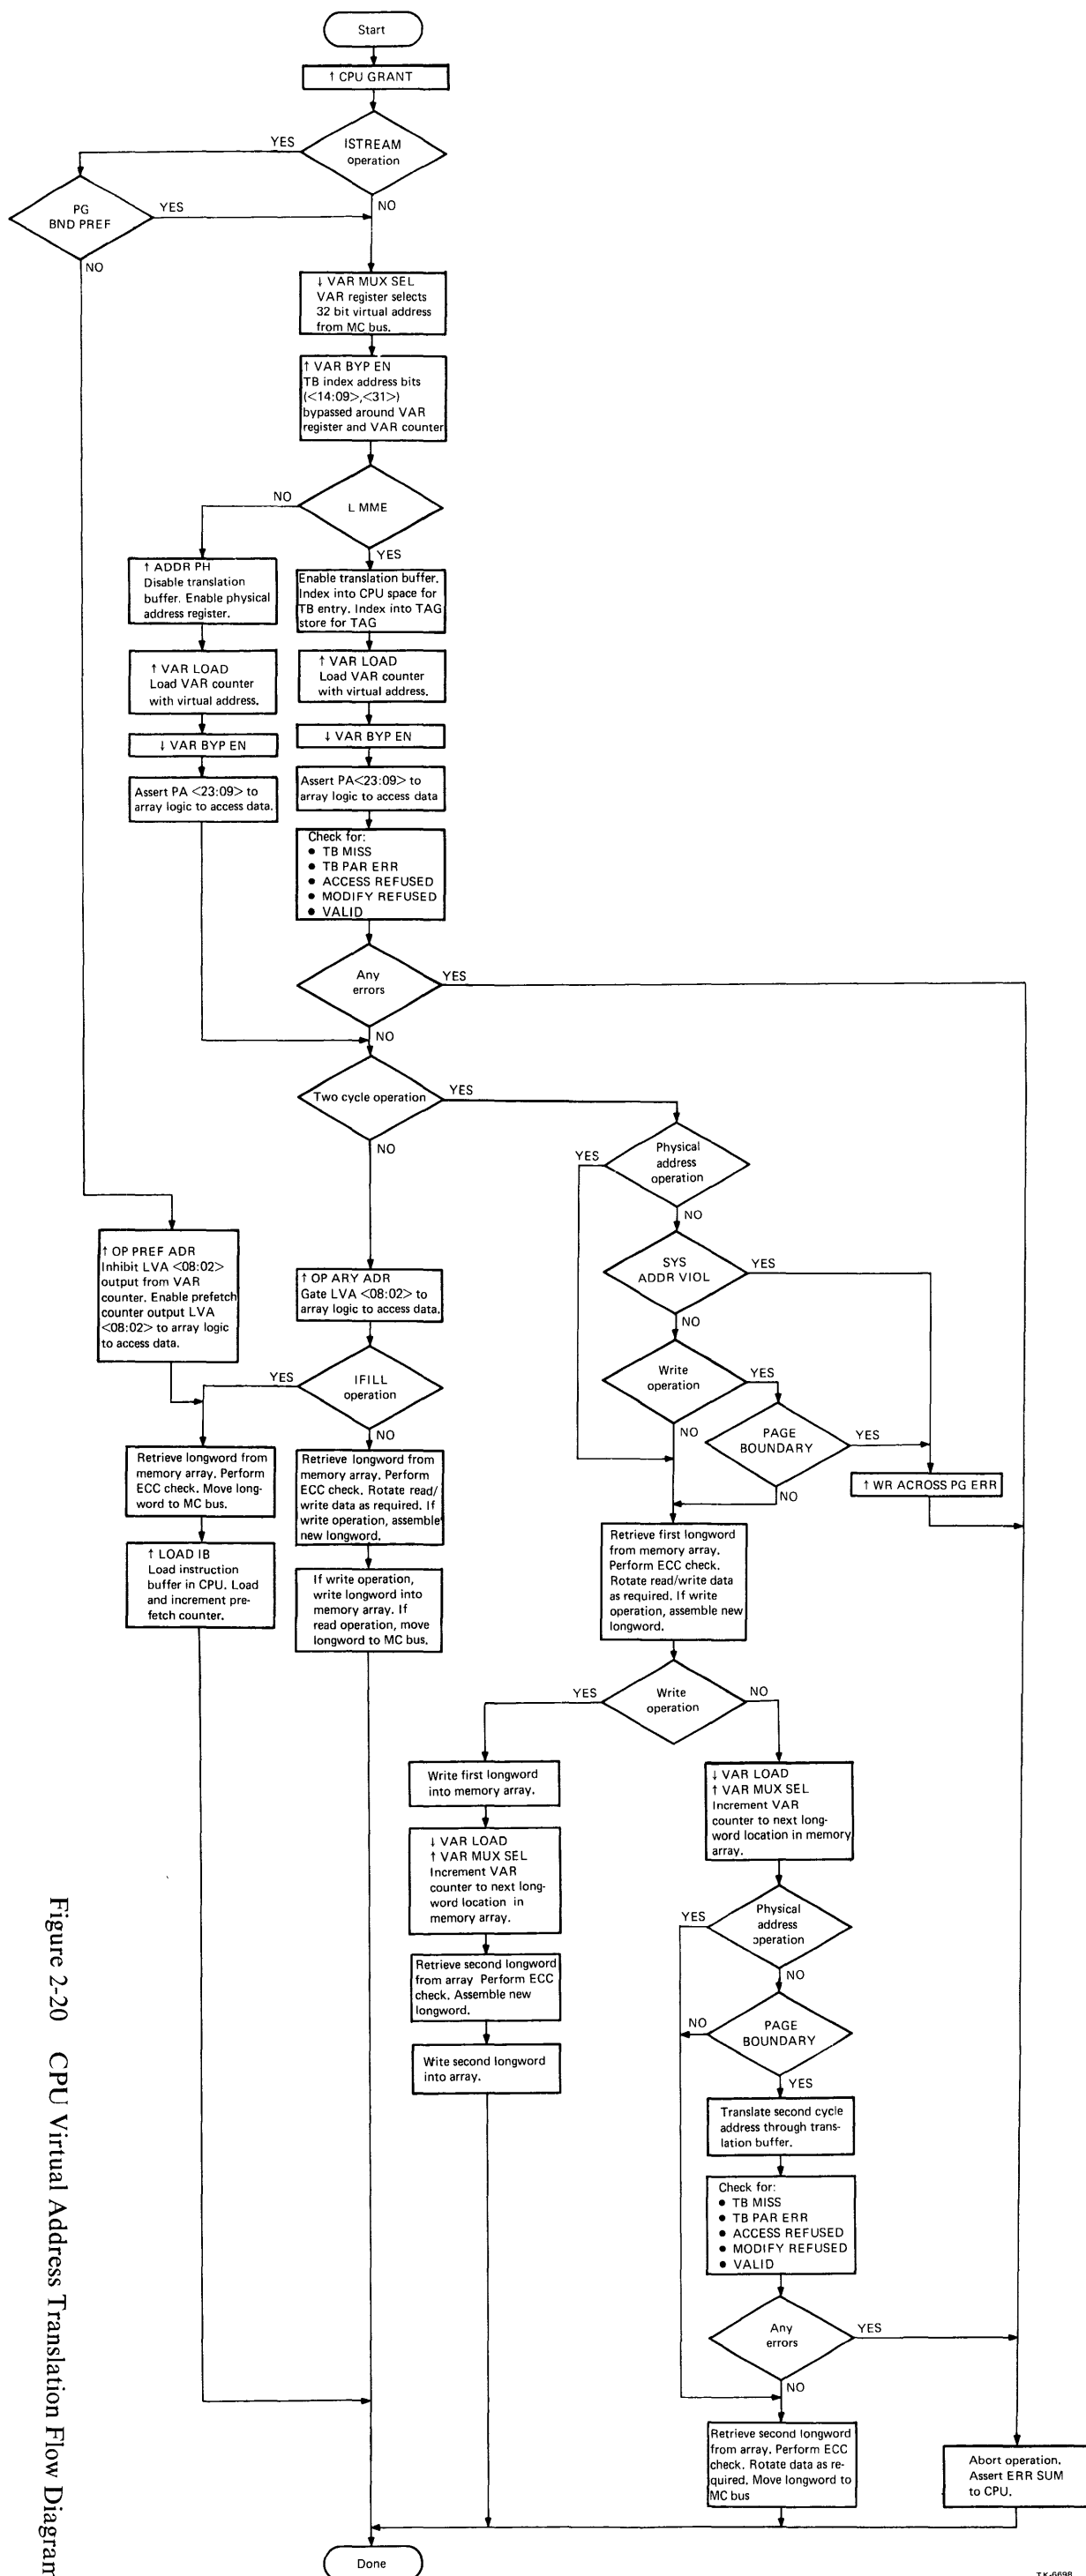 Start
↑ CPU GRANT
ISTREAM
operation
YES
NO
PG
BND PREF
YES
NO
↓ VAR MUX SEL
VAR register selects
32 bit virtual address
from MC bus.
↑ VAR BYP EN
TB index address bits
(<14:09>,<31>)
bypassed around VAR
register and VAR counter
L MME
NO
YES
↑ ADDR PH
Disable translation
buffer. Enable physical
address register.
Enable translation buffer.
Index into CPU space for
TB entry. Index into TAG
store for TAG
↑ VAR LOAD
Load VAR counter
with virtual address.
↑ VAR LOAD
Load VAR counter
with virtual address.
↓ VAR BYP EN
↓ VAR BYP EN
Assert PA <23:09> to
array logic to access data.
Assert PA<23:09> to
array logic to access data
Check for:
● TB MISS
● TB PAR ERR
● ACCESS REFUSED
● MODIFY REFUSED
● VALID
Any
errors
YES
NO
Two cycle operation
YES
NO
Physical
address
operation
YES
NO
SYS
ADDR VIOL
YES
NO
↑ OP PREF ADR
Inhibit LVA <08:02>
output from VAR
counter. Enable prefetch
counter output LVA
<08:02> to array logic
to access data.
↑ OP ARY ADR
Gate LVA <08:02> to
array logic to access data.
IFILL
operation
YES
NO
Write
operation
YES
NO
PAGE
BOUNDARY
YES
NO
↑ WR ACROSS PG ERR
Retrieve longword from
memory array. Perform
ECC check. Move long-
word to MC bus.
Retrieve longword from
memory array. Perform
ECC check. Rotate read/
write data as required. If
write operation, assemble
new longword.
↑ LOAD IB
Load instruction
buffer in CPU. Load
and increment pre-
fetch counter.
If write operation,
write longword into
memory array. If
read operation, move
longword to MC bus.
Retrieve first longword
from memory array.
Perform ECC check.
Rotate read/write data
as required. If write
operation, assemble new
longword.
Write
operation
YES
NO
Write first longword
into memory array.
↓ VAR LOAD
↑ VAR MUX SEL
Increment VAR
counter to next long-
word location in
memory array.
Retrieve second longword
from array Perform ECC
check. Assemble new
longword.
Write second longword
into array.
↓ VAR LOAD
↑ VAR MUX SEL
Increment VAR
counter to next long-
word location in memory
array.
Physical
address
operation
YES
NO
PAGE
BOUNDARY
NO
YES
Translate second cycle
address through trans-
lation buffer.
Check for:
● TB MISS
● TB PAR ERR
● ACCESS REFUSED
● MODIFY REFUSED
● VALID
Any
errors
YES
NO
Retrieve second longword
from array. Perform ECC
check. Rotate data as re-
quired. Move longword to
MC bus
Abort operation.
Assert ERR SUM
to CPU.
Done
TK-6698
Figure 2-20 CPU Virtual Address Translation Flow Diagram